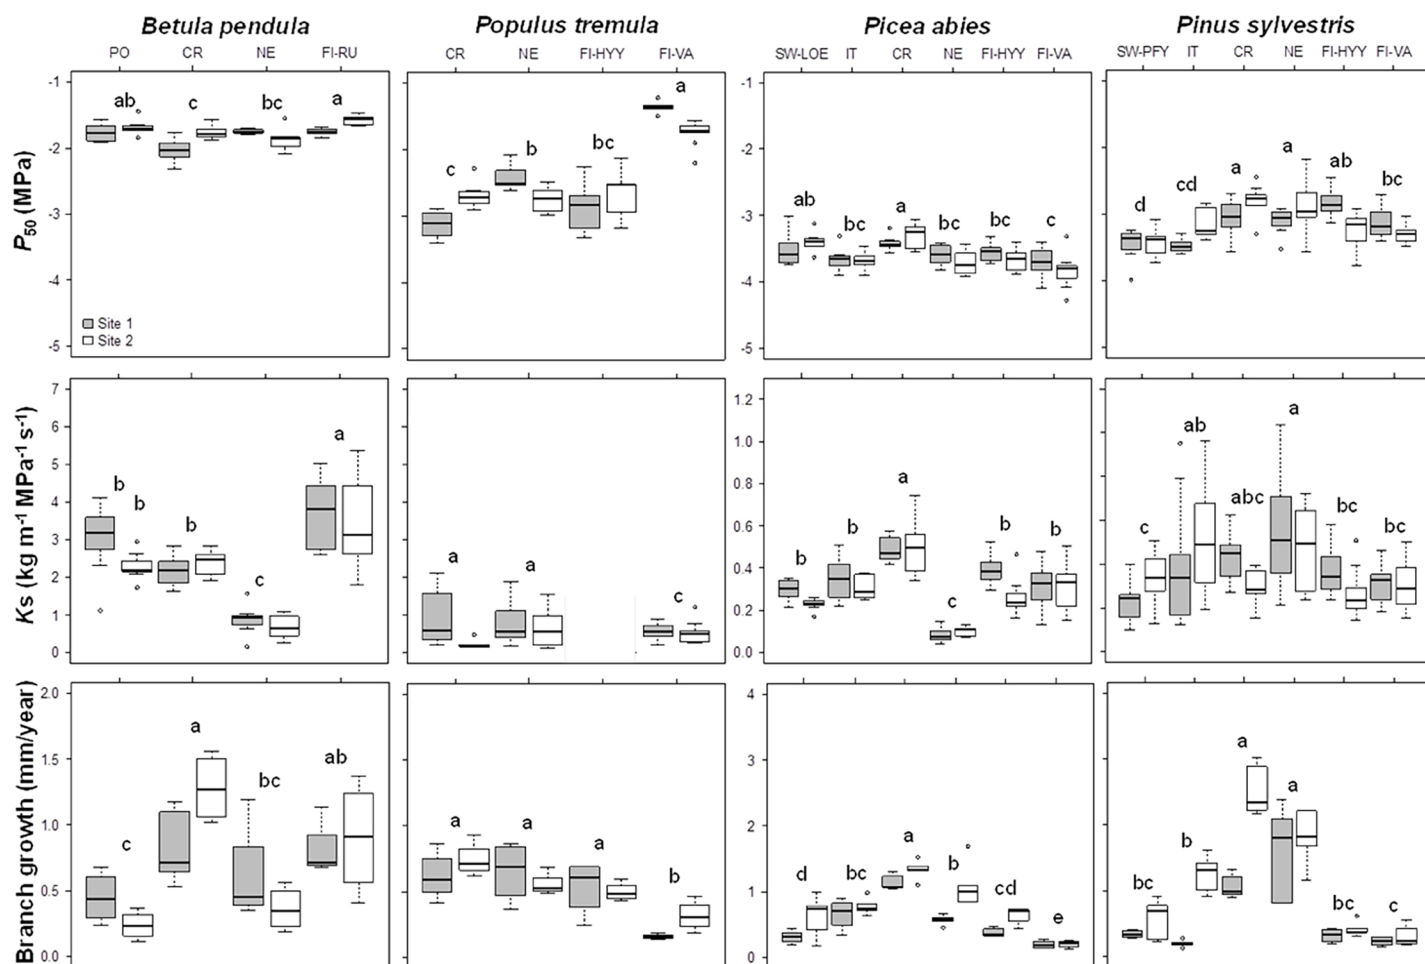 Betula pendula Populus tremula Picea abies Pinus sylvestris
PO CR NE FI-RU CR NE FI-HYY FI-VA SW-LOE IT CR NE FI-HYY FI-VA SW-PFY IT CR NE FI-HYY FI-VA
P50 (MPa)
-1 -1
-2 -2
-3 -3
-4 -4
-5 -5
ab c bc a
c b bc a
ab bc a bc bc c
d cd a a ab bc
Site 1
Site 2
Ks (kg m-1 MPa-1 s-1)
7
6
5
4
3
2
1
0
1.2
1.0
0.8
0.6
0.4
0.2
0.0
b b b c a
a a c
b b a c b b
c ab abc a bc bc
Branch growth (mm/year)
2.0
1.5
1.0
0.5
0.0
4
3
2
1
0
c a bc ab
a a a b
d bc a b cd e
bc b a a bc c